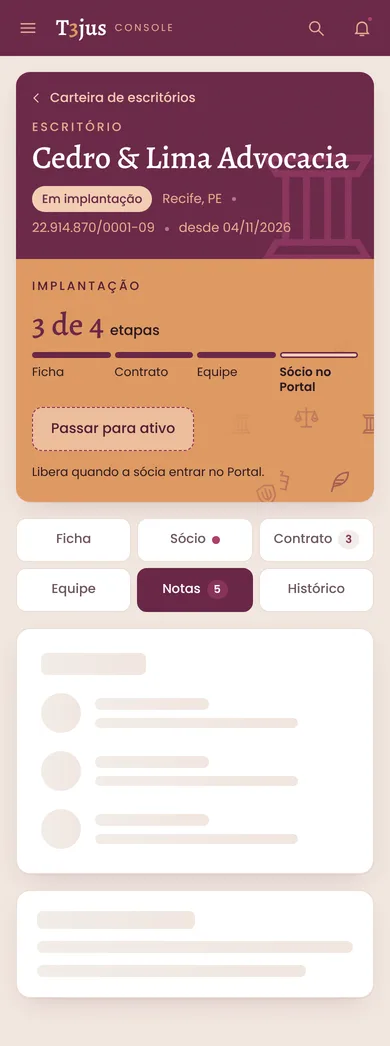 T3jus CONSOLE
Carteira de escritórios
ESCRITÓRIO
Cedro & Lima Advocacia
Em implantação Recife, PE •
22.914.870/0001-09 • desde 04/11/2026
IMPLANTAÇÃO
3 de 4 etapas
Ficha Contrato Equipe Sócio no
Portal
Passar para ativo
Libera quando a sócia entrar no Portal.
Ficha Sócio Contrato 3
Equipe Notas 5 Histórico